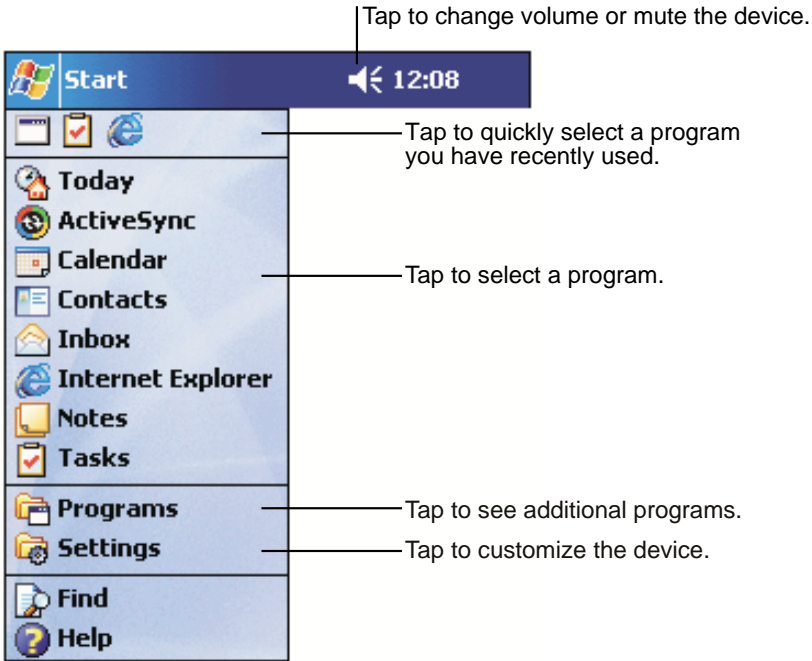 Tap to change volume or mute the device.
Start 12:08
Tap to quickly select a program
you have recently used.
Today
ActiveSync
Calendar
Tap to select a program.
Contacts
Inbox
Internet Explorer
Notes
Tasks
Programs
Tap to see additional programs.
Settings
Tap to customize the device.
Find
Help